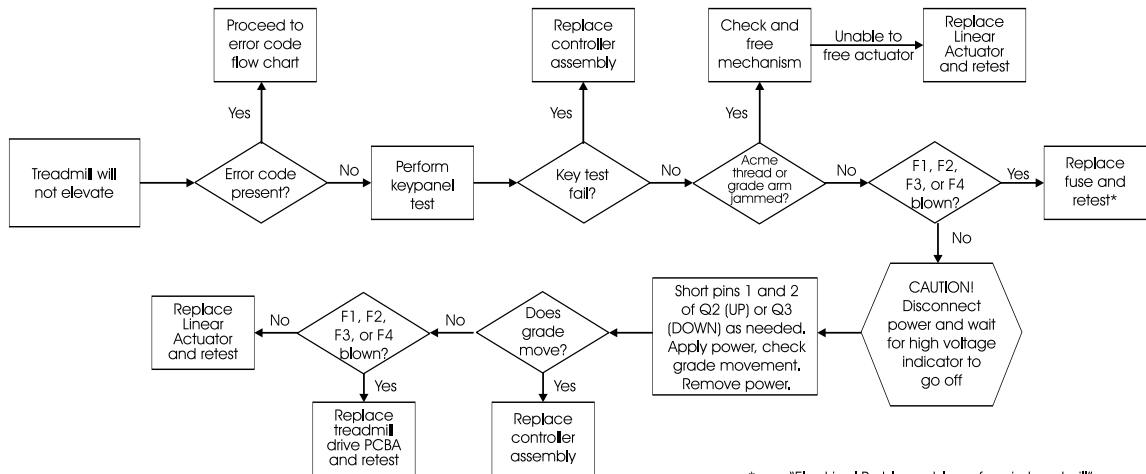 Proceed to
error code
flow chart
Replace
controller
assembly
Check and
free
mechanism
Unable to
free actuator
Replace
Linear
Actuator
and retest
Yes
Yes
Yes
Treadmill will
not elevate
Error code
present?
No
Perform
keypanel
test
Key test
fail?
No
Acme
thread or
grade arm
jammed?
No
F1, F2,
F3, or F4
blown?
Yes
Replace
fuse and
retest*
No
CAUTION!
Disconnect
power and wait
for high voltage
indicator to
go off
Short pins 1 and 2
of Q2 (UP) or Q3
(DOWN) as needed.
Apply power, check
grade movement.
Remove power.
Does
grade
move?
No
F1, F2,
F3, or F4
blown?
No
Replace
Linear
Actuator
and retest
Yes
Yes
Replace
treadmill
drive PCBA
and retest
Replace
controller
assembly